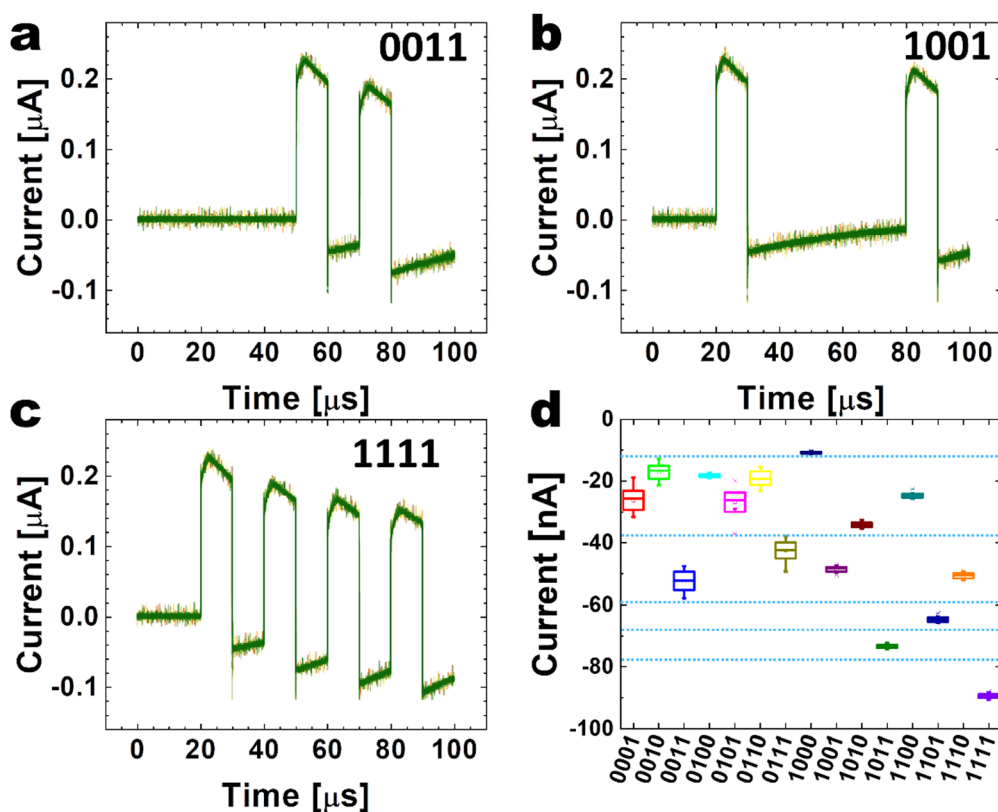 a
0011
Current [μA]
0.2
0.1
0.0
-0.1
0 20 40 60 80 100
Time [μs]
b
1001
Current [μA]
0.2
0.1
0.0
-0.1
0 20 40 60 80 100
Time [μs]
c
1111
Current [μA]
0.2
0.1
0.0
-0.1
0 20 40 60 80 100
Time [μs]
d
Current [nA]
0
-20
-40
-60
-80
-100
0001 0010 0011 0100 0101 0110 0111 1000 1001 1010 1011 1100 1101 1110 1111